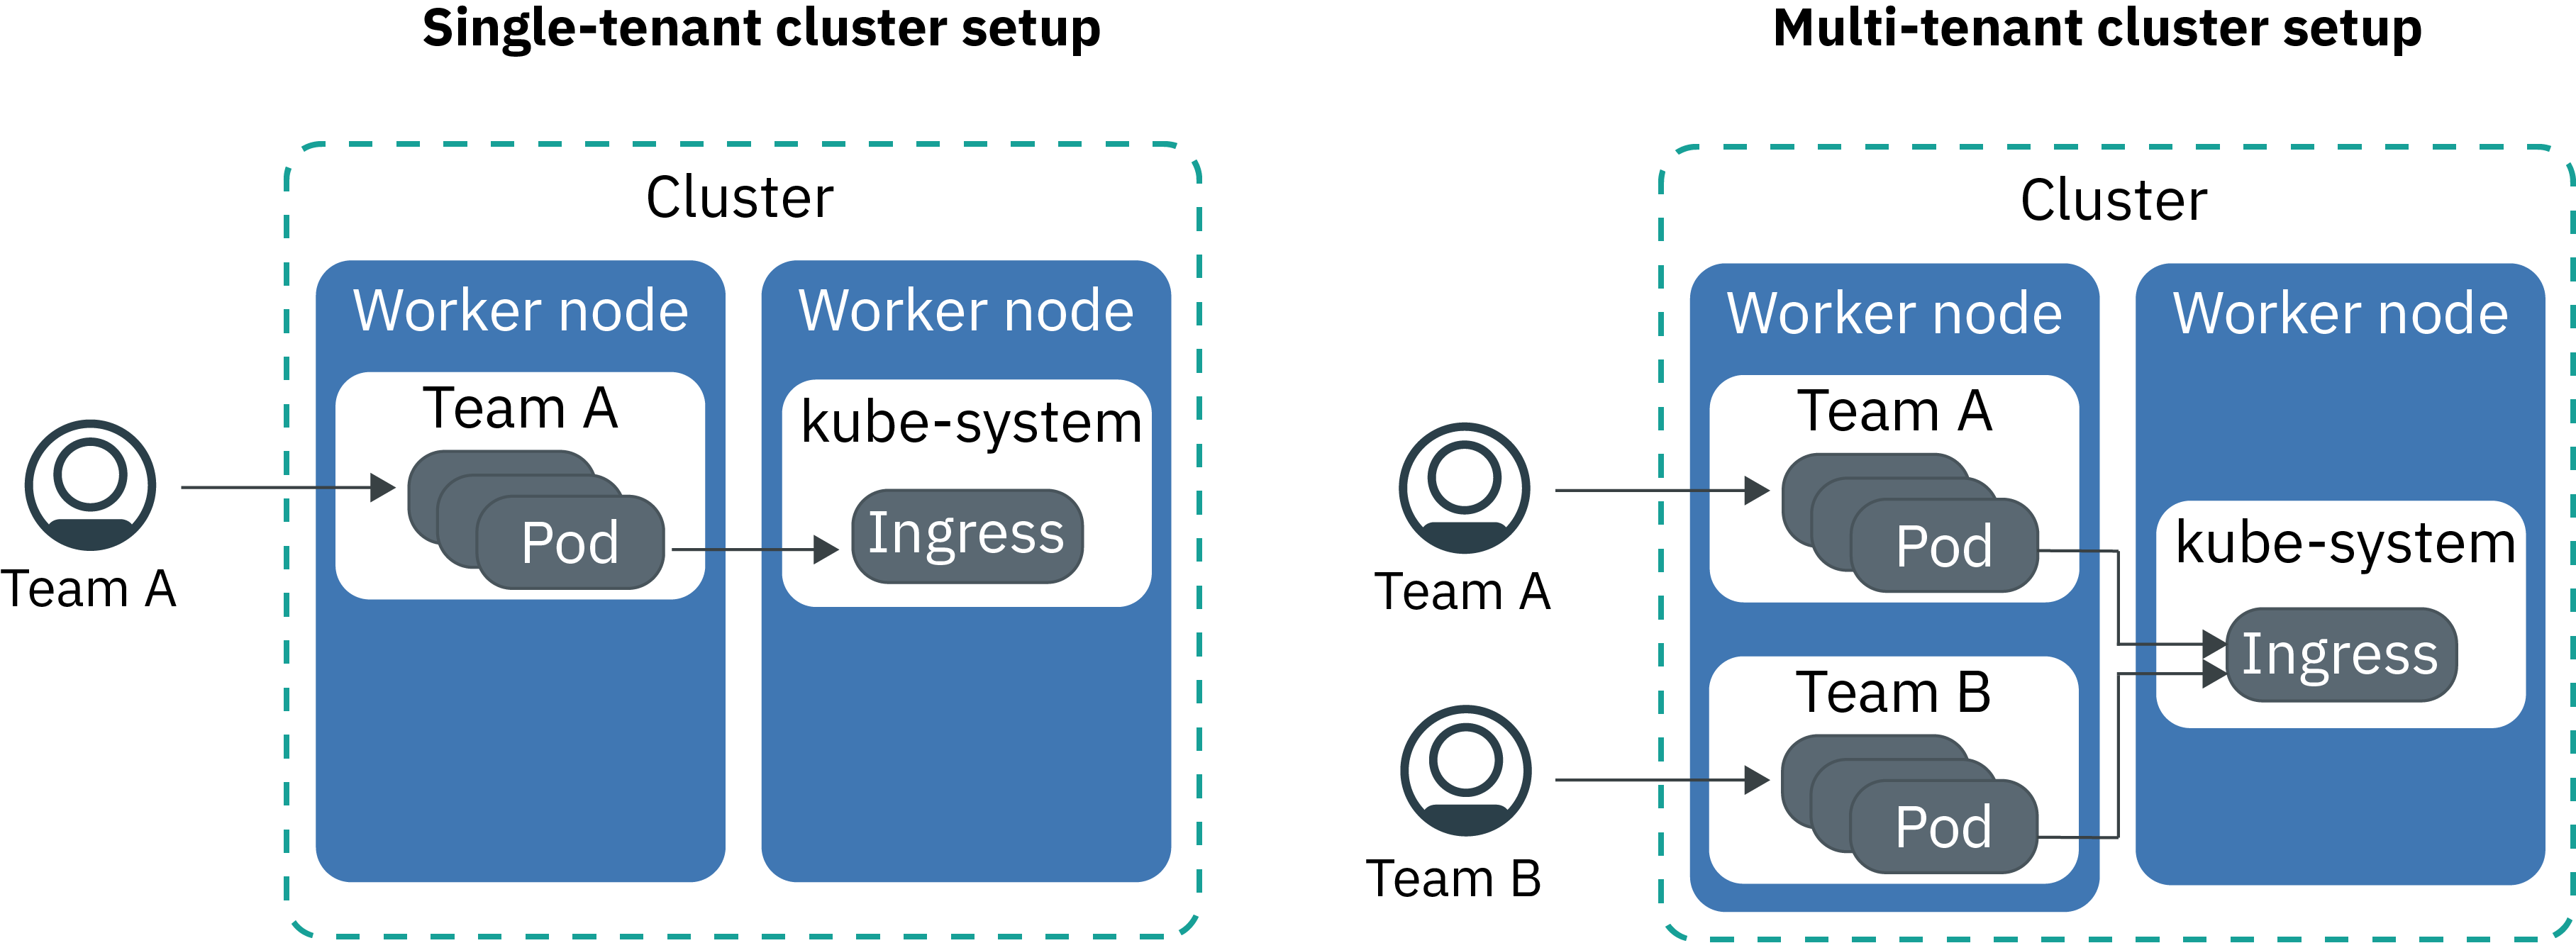 Single-tenant cluster setup
Cluster
Worker node
Worker node
Team A
kube-system
Pod
Ingress
Team A
Multi-tenant cluster setup
Cluster
Worker node
Worker node
Team A
Pod
kube-system
Team A
Ingress
Team B
Pod
Team B